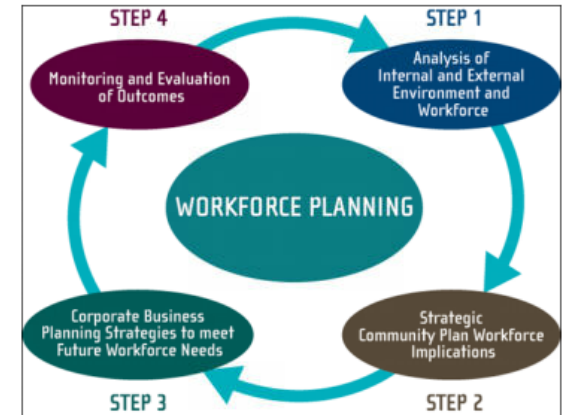 STEP 4
STEP 1
Monitoring and Evaluation
of Outcomes
Analysis of
Internal and External
Environment and
Workforce
WORKFORCE PLANNING
Corporate Business
Planning Strategies to meet
Future Workforce Needs
Strategic
Community Plan Workforce
Implications
STEP 3
STEP 2